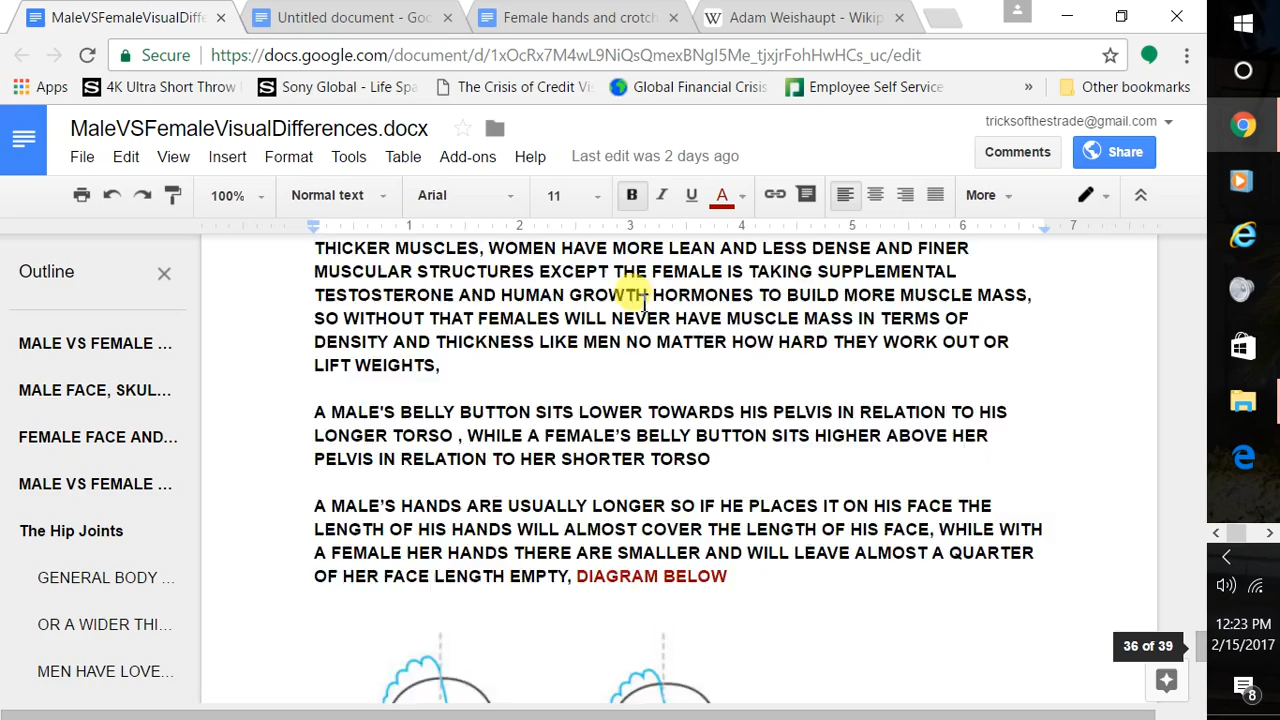 MaleVSFemaleVisualDiffere
Untitled document - Goo
Female hands and crotch
Adam Weishaupt - Wikip
Secure
https://docs.google.com/document/d/1xOcRx7M4wL9NiQsQmexBNgI5Me_tjxjrFohHwHCs_uc/edit
Apps
4K Ultra Short Throw
Sony Global - Life Spa
The Crisis of Credit Vi
Global Financial Crisis
Employee Self Service
»
Other bookmarks
MaleVSFemaleVisualDifferences.docx
tricksofthestrade@gmail.com
File Edit View Insert Format Tools Table Add-ons Help
Last edit was 2 days ago
Comments
Share
100%
Normal text
Arial
11
B I U A
More
1 2 3 4 5 6 7
Outline
MALE VS FEMALE ...
MALE FACE, SKUL...
FEMALE FACE AND...
MALE VS FEMALE ...
The Hip Joints
GENERAL BODY ...
OR A WIDER THI...
MEN HAVE LOVE...
THICKER MUSCLES, WOMEN HAVE MORE LEAN AND LESS DENSE AND FINER
MUSCULAR STRUCTURES EXCEPT THE FEMALE IS TAKING SUPPLEMENTAL
TESTOSTERONE AND HUMAN GROWTH HORMONES TO BUILD MORE MUSCLE MASS,
SO WITHOUT THAT FEMALES WILL NEVER HAVE MUSCLE MASS IN TERMS OF
DENSITY AND THICKNESS LIKE MEN NO MATTER HOW HARD THEY WORK OUT OR
LIFT WEIGHTS,
A MALE'S BELLY BUTTON SITS LOWER TOWARDS HIS PELVIS IN RELATION TO HIS
LONGER TORSO , WHILE A FEMALE’S BELLY BUTTON SITS HIGHER ABOVE HER
PELVIS IN RELATION TO HER SHORTER TORSO
A MALE’S HANDS ARE USUALLY LONGER SO IF HE PLACES IT ON HIS FACE THE
LENGTH OF HIS HANDS WILL ALMOST COVER THE LENGTH OF HIS FACE, WHILE WITH
A FEMALE HER HANDS THERE ARE SMALLER AND WILL LEAVE ALMOST A QUARTER
OF HER FACE LENGTH EMPTY, DIAGRAM BELOW
36 of 39
12:23 PM
2/15/2017
8